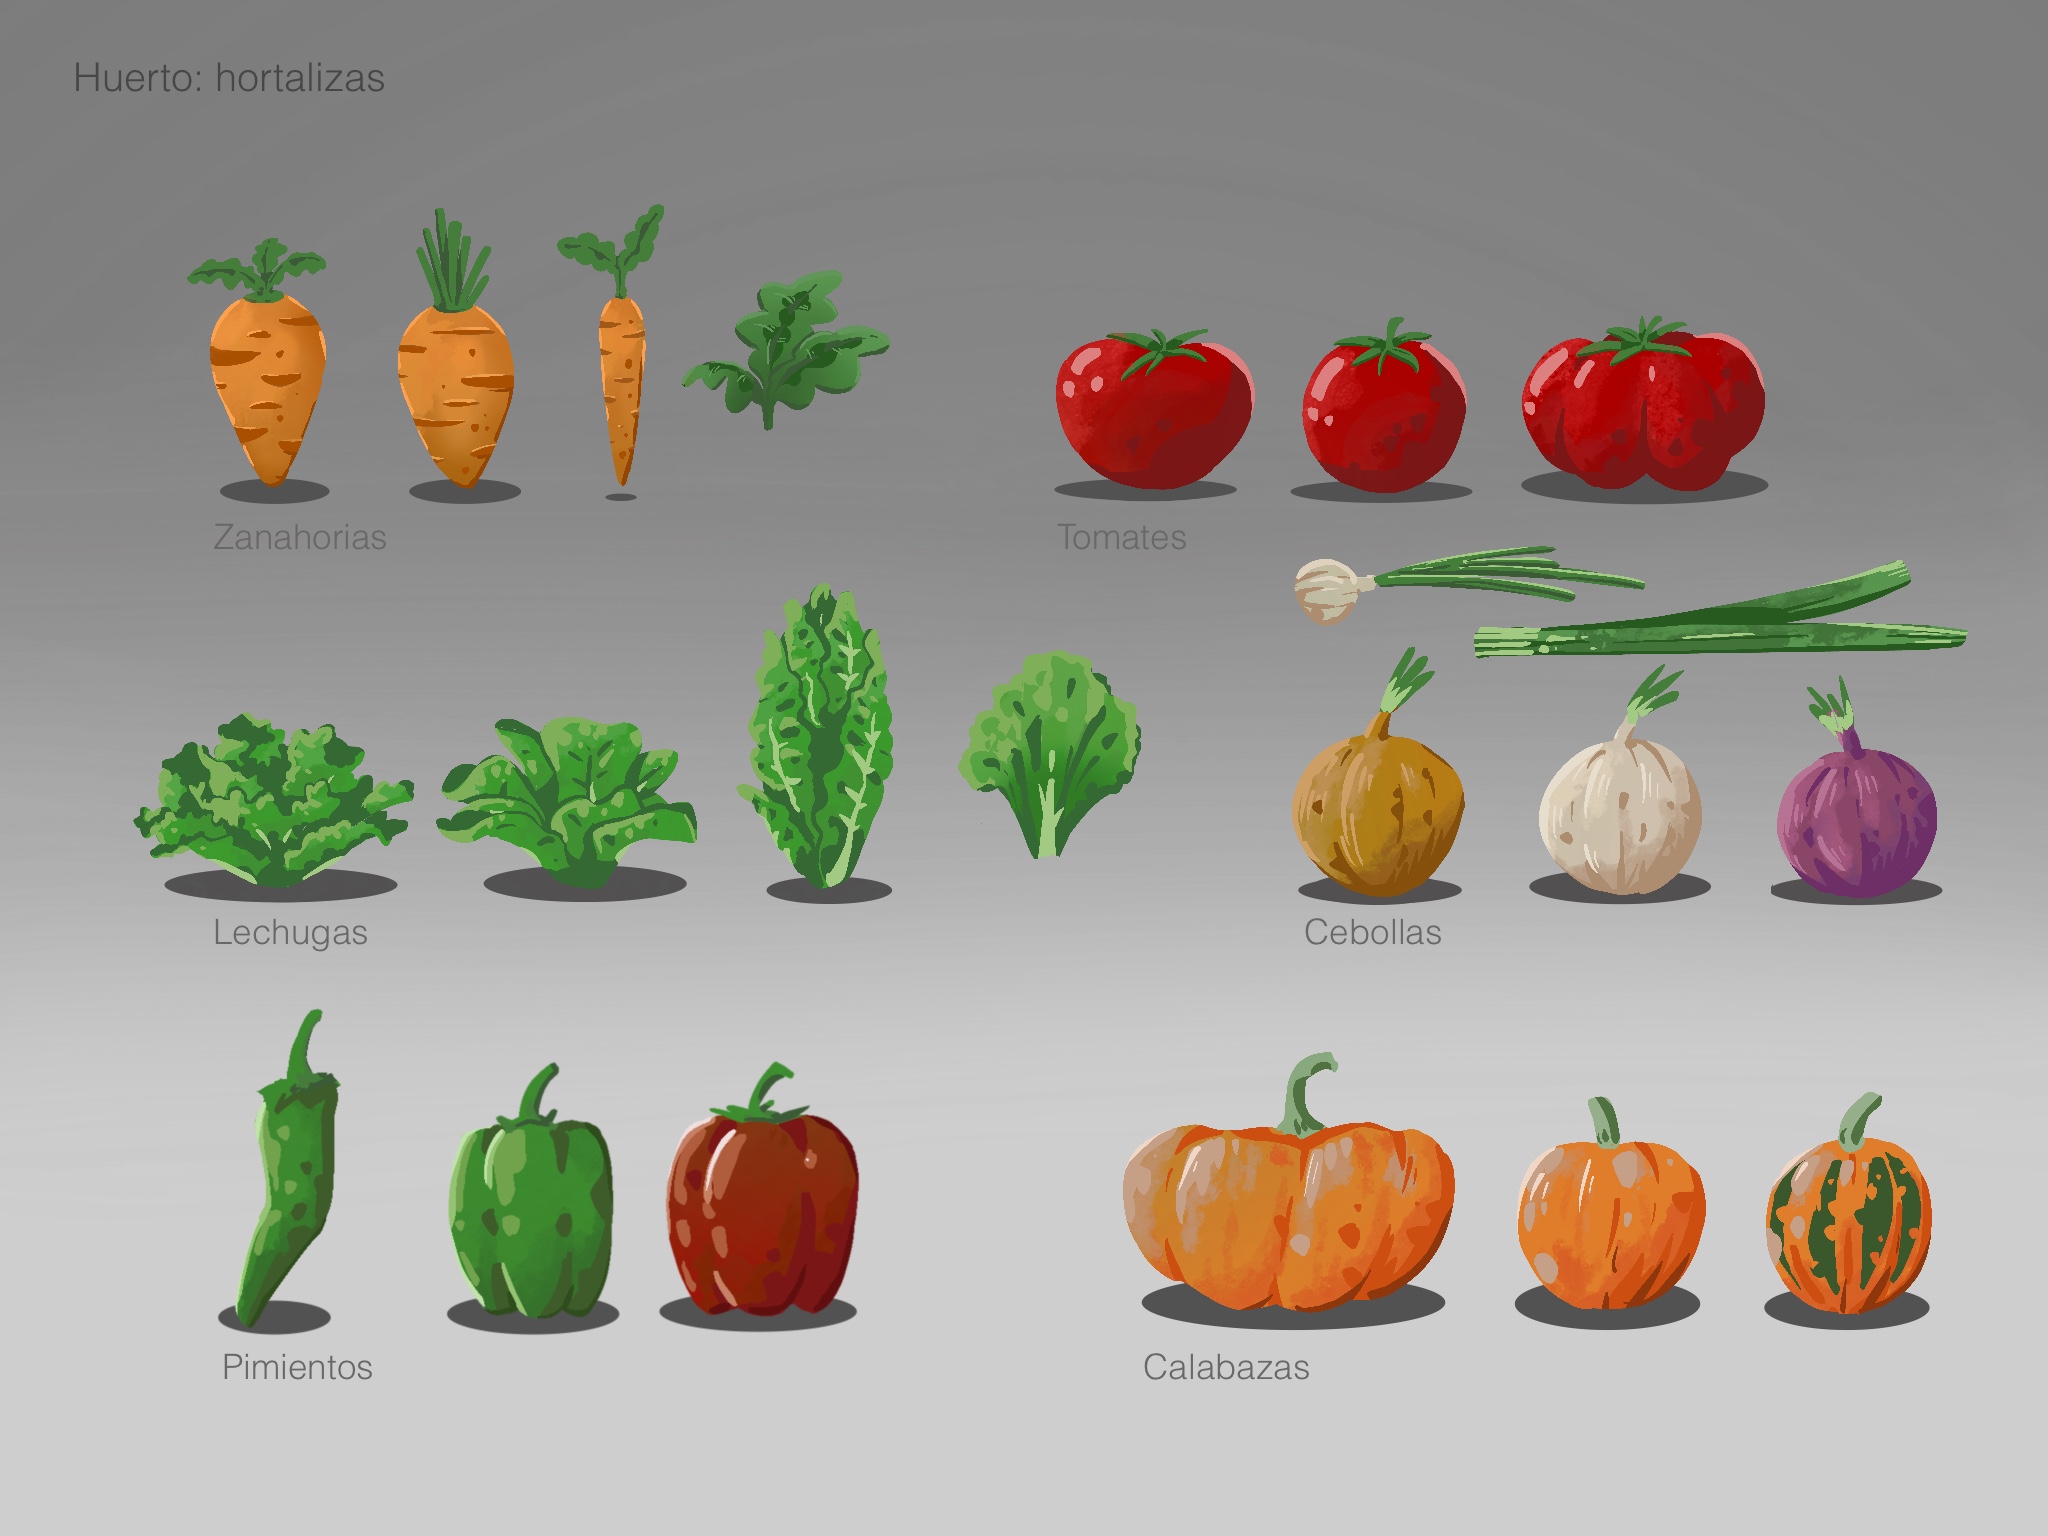 Huerto: hortalizas
Zanahorias
Tomates
Lechugas
Cebollas
Pimientos
Calabazas